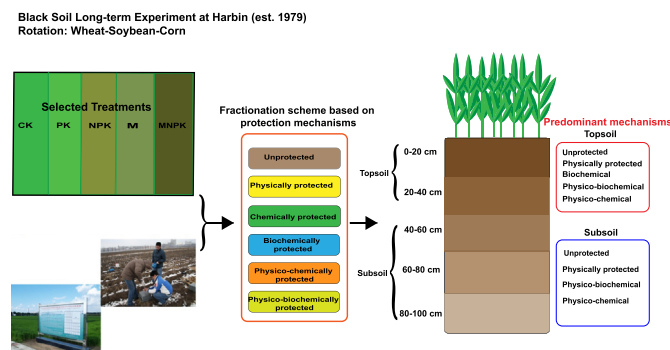 Black Soil Long-term Experiment at Harbin (est. 1979)
Rotation: Wheat-Soybean-Corn
Selected Treatments
CK PK NPK M MNPK
Fractionation scheme based on
protection mechanisms
Unprotected
Physically protected
Chemically protected
Biochemically
protected
Physico-chemically
protected
Physico-biochemically
protected
Topsoil
Subsoil
0-20 cm
20-40 cm
40-60 cm
60-80 cm
80-100 cm
Predominant mechanisms
Topsoil
Unprotected
Physically protected
Biochemical
Physico-biochemical
Physico-chemical
Subsoil
Unprotected
Physically protected
Physico-biochemical
Physico-chemical